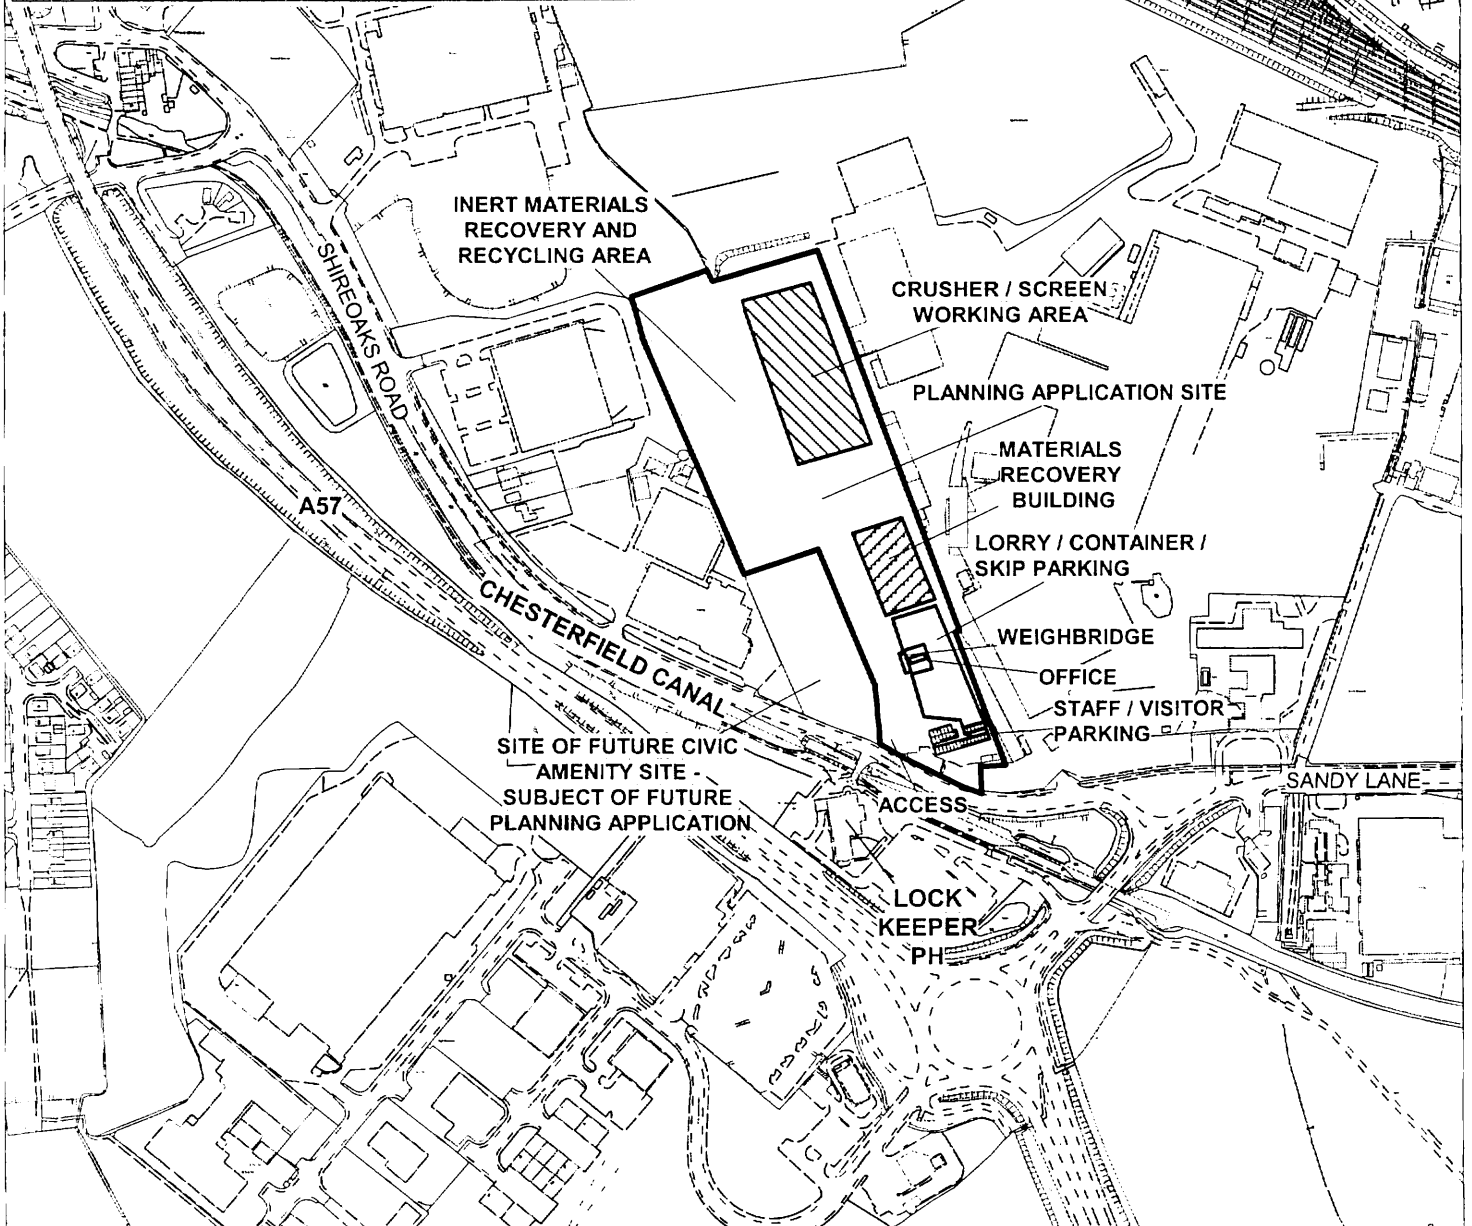 INERT MATERIALS
RECOVERY AND
RECYCLING AREA
SHIREOAKS ROAD
CRUSHER / SCREEN
WORKING AREA
PLANNING APPLICATION SITE
MATERIALS
RECOVERY
BUILDING
A57
LORRY / CONTAINER /
SKIP PARKING
CHESTERFIELD CANAL
WEIGHBRIDGE
OFFICE
STAFF / VISITOR
PARKING
SITE OF FUTURE CIVIC
AMENITY SITE -
SUBJECT OF FUTURE
PLANNING APPLICATION
SANDY LANE
ACCESS
LOCK
KEEPER
PH